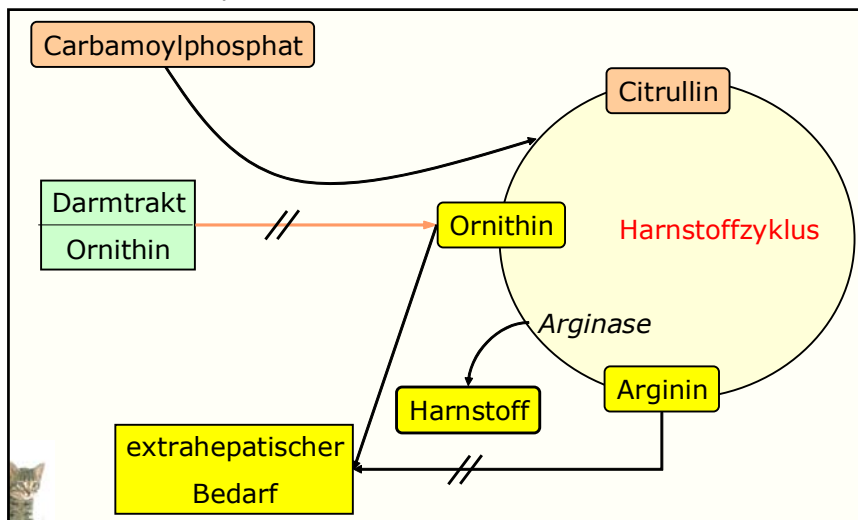 Carbamoylphosphat
Citrullin
Darmtrakt
Ornithin
Ornithin
Harnstoffzyklus
Arginase
Harnstoff
Arginin
extrahepatischer
Bedarf